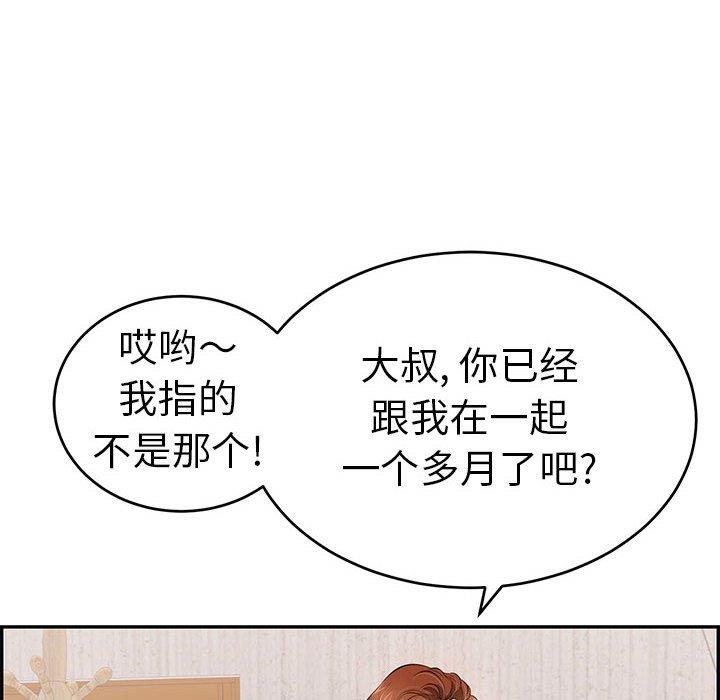 哎哟～
我指的
不是那个!
大叔, 你已经
跟我在一起
一个多月了吧?